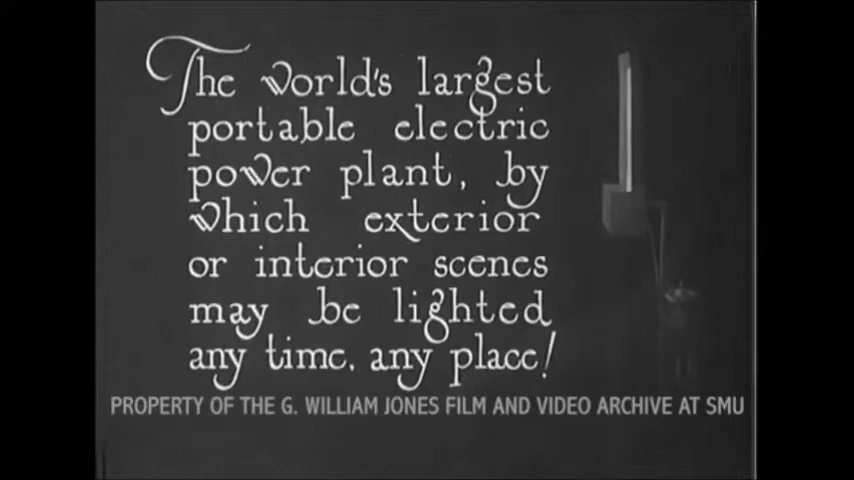 The world's largest
portable electric
power plant, by
which exterior
or interior scenes
may be lighted
any time, any place!
PROPERTY OF THE G. WILLIAM JONES FILM AND VIDEO ARCHIVE AT SMU